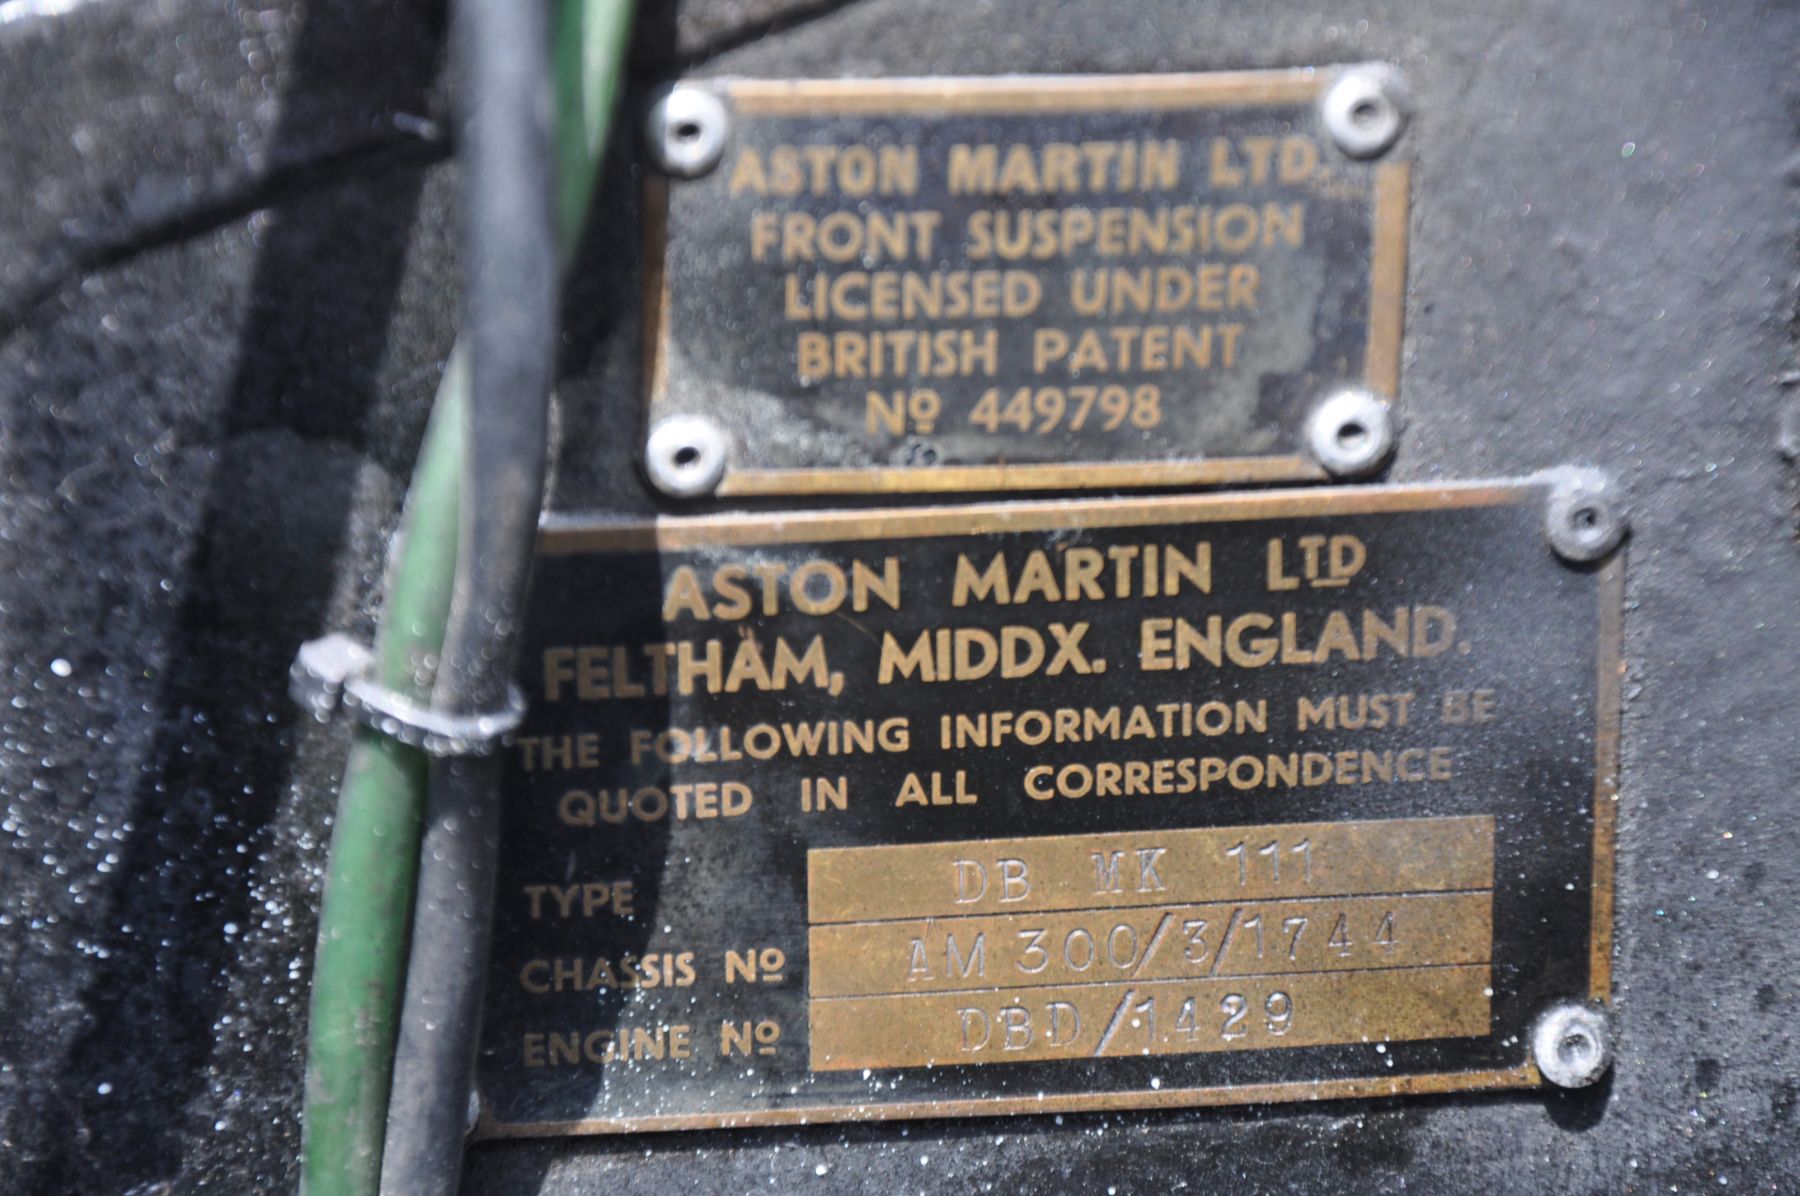 ASTON MARTIN LTD.
FRONT SUSPENSION
LICENSED UNDER
BRITISH PATENT
Nº 449798
ASTON MARTIN LTD
FELTHAM, MIDDX. ENGLAND.
THE FOLLOWING INFORMATION MUST BE
QUOTED IN ALL CORRESPONDENCE
TYPE DB MK 111
CHASSIS Nº AM 300/3/1744
ENGINE Nº DBD/1429